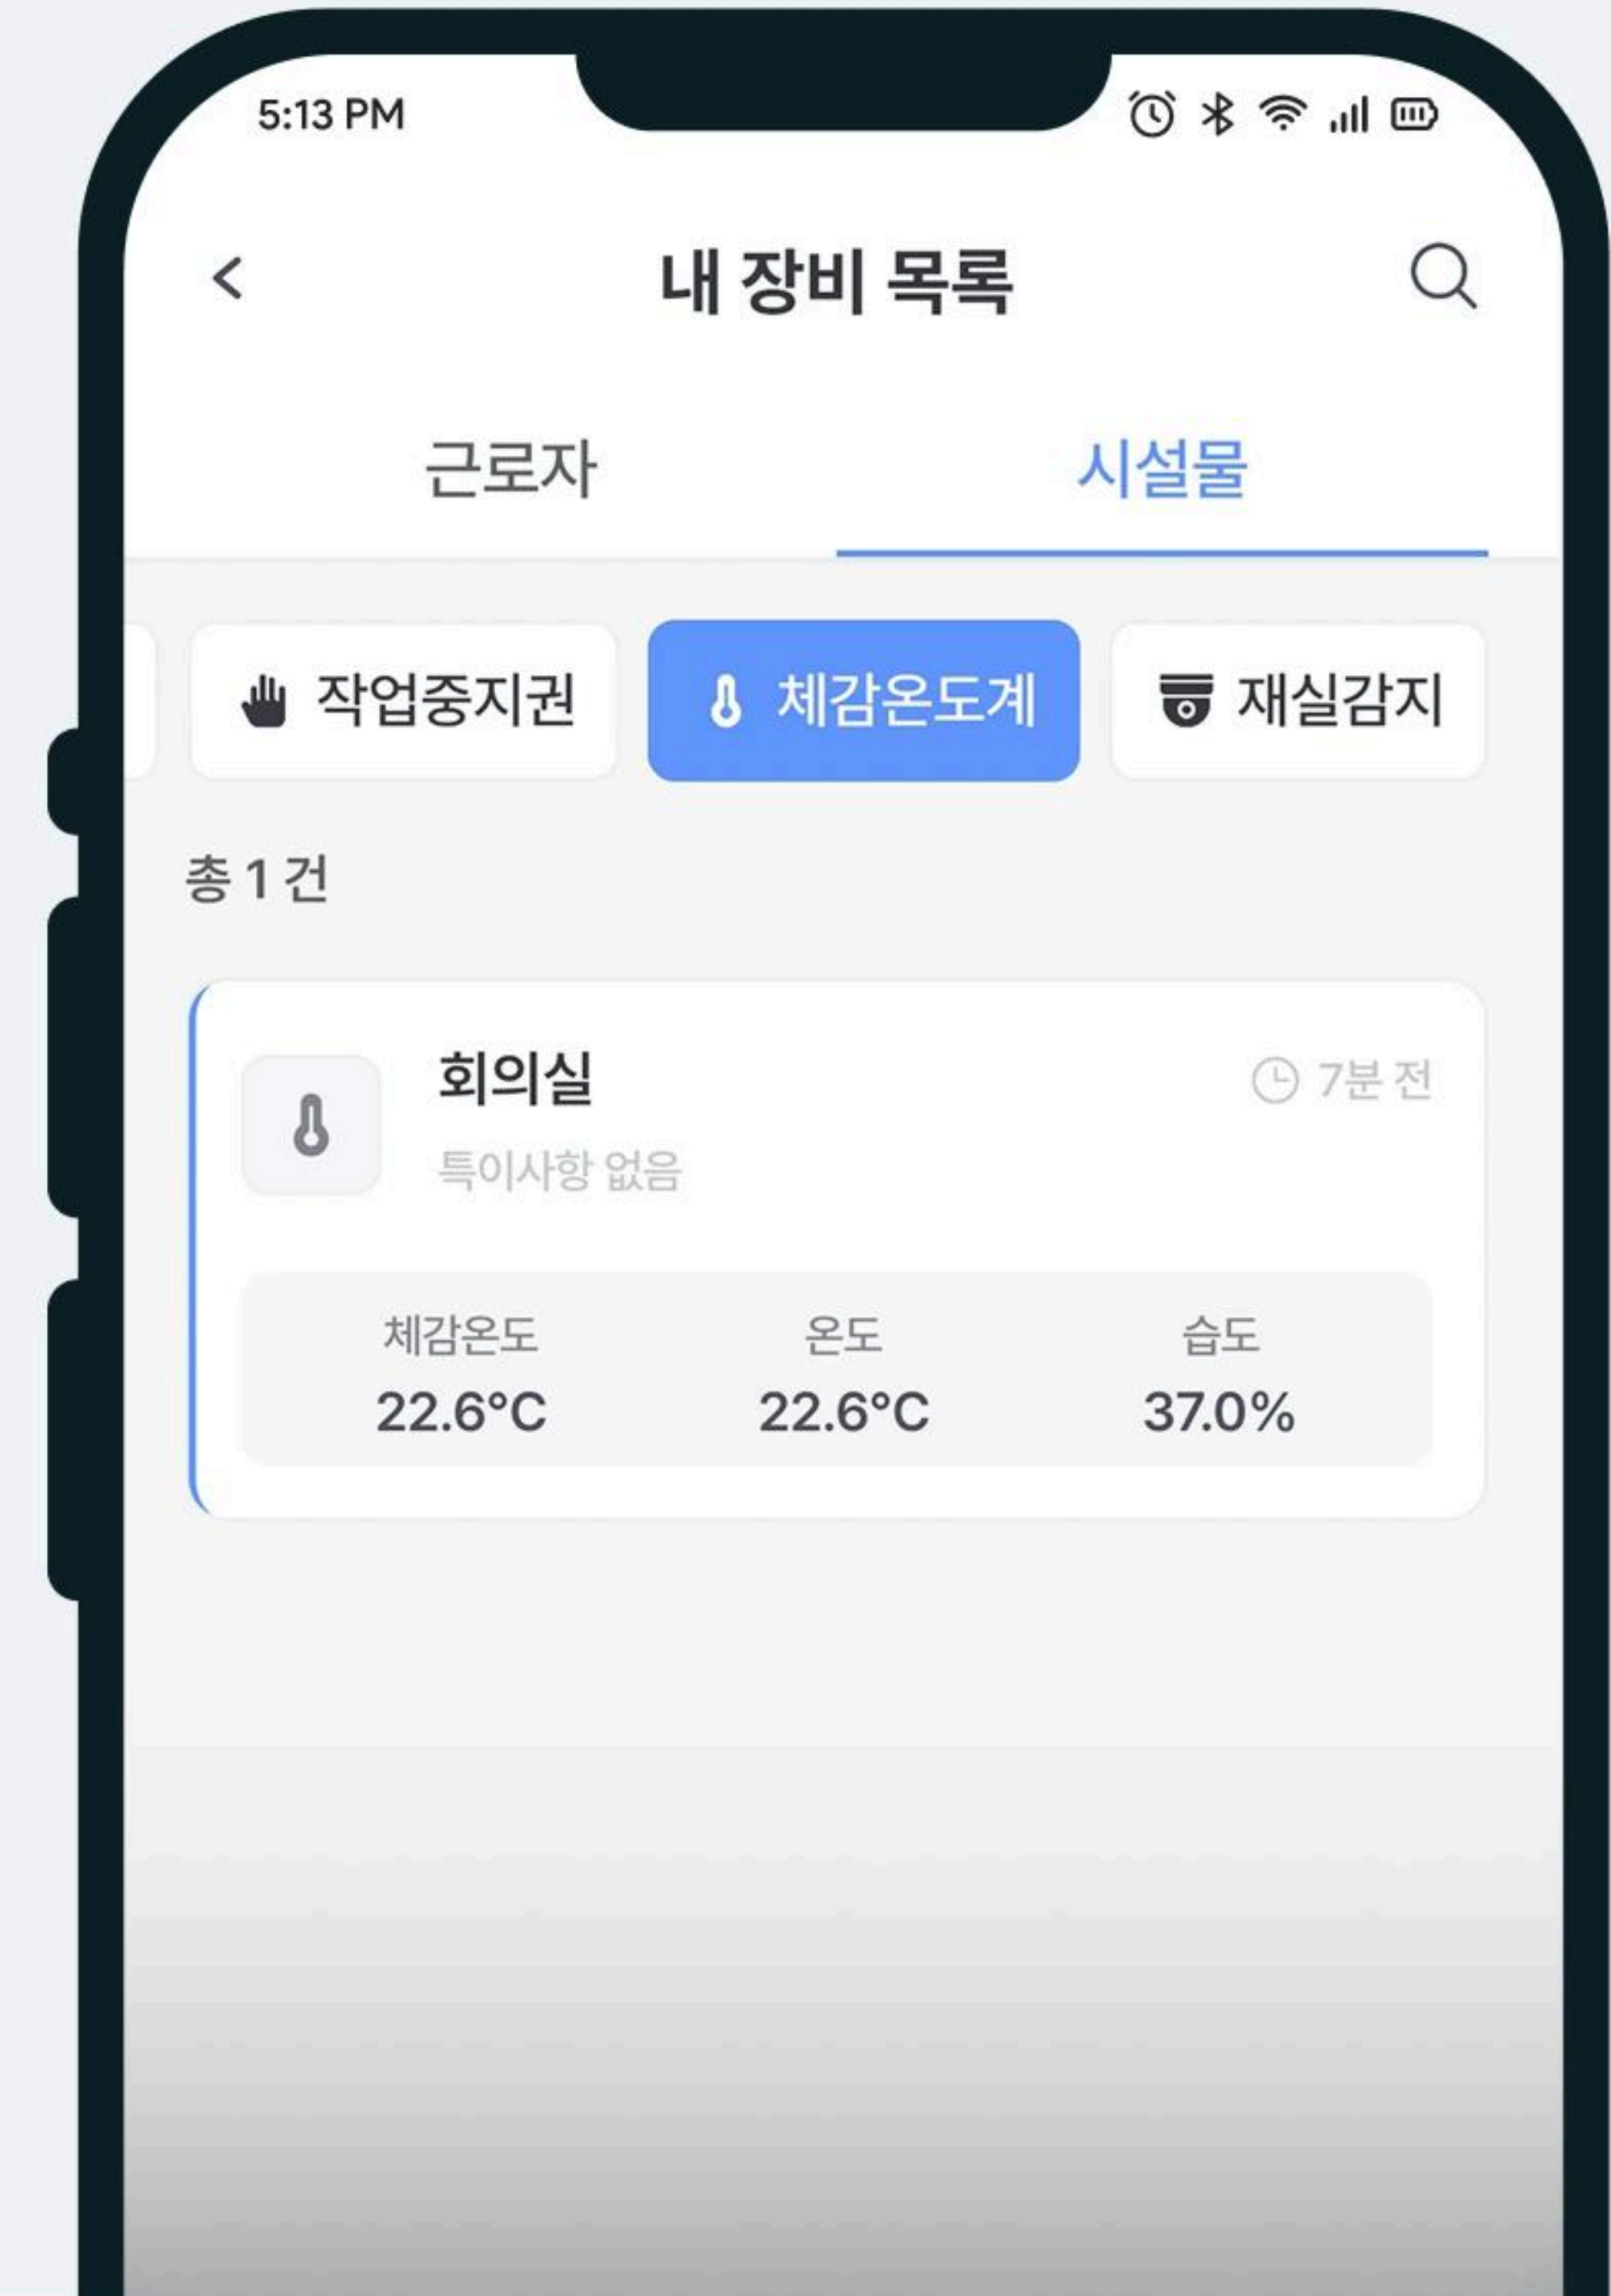 5:13 PM
내 장비 목록
근로자 시설물
작업중지권 체감온도계 재실감지
총 1 건
회의실 7분 전
특이사항 없음
체감온도 온도 습도
22.6°C 22.6°C 37.0%